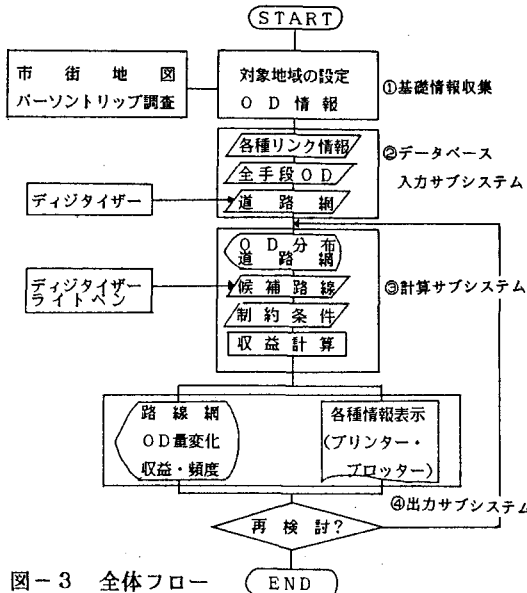 START
市街地図
パーソントリップ調査
対象地域の設定
OD情報
①基礎情報収集
各種リンク情報
全手段OD
道路網
②データベース
入力サブシステム
ディジタイザー
OD分布
道路網
候補路線
制約条件
収益計算
③計算サブシステム
ディジタイザー
ライトペン
路線網
OD量変化
収益・頻度
各種情報表示
(プリンター・
プロッター)
④出力サブシステム
再検討?
図-3 全体フロー
END